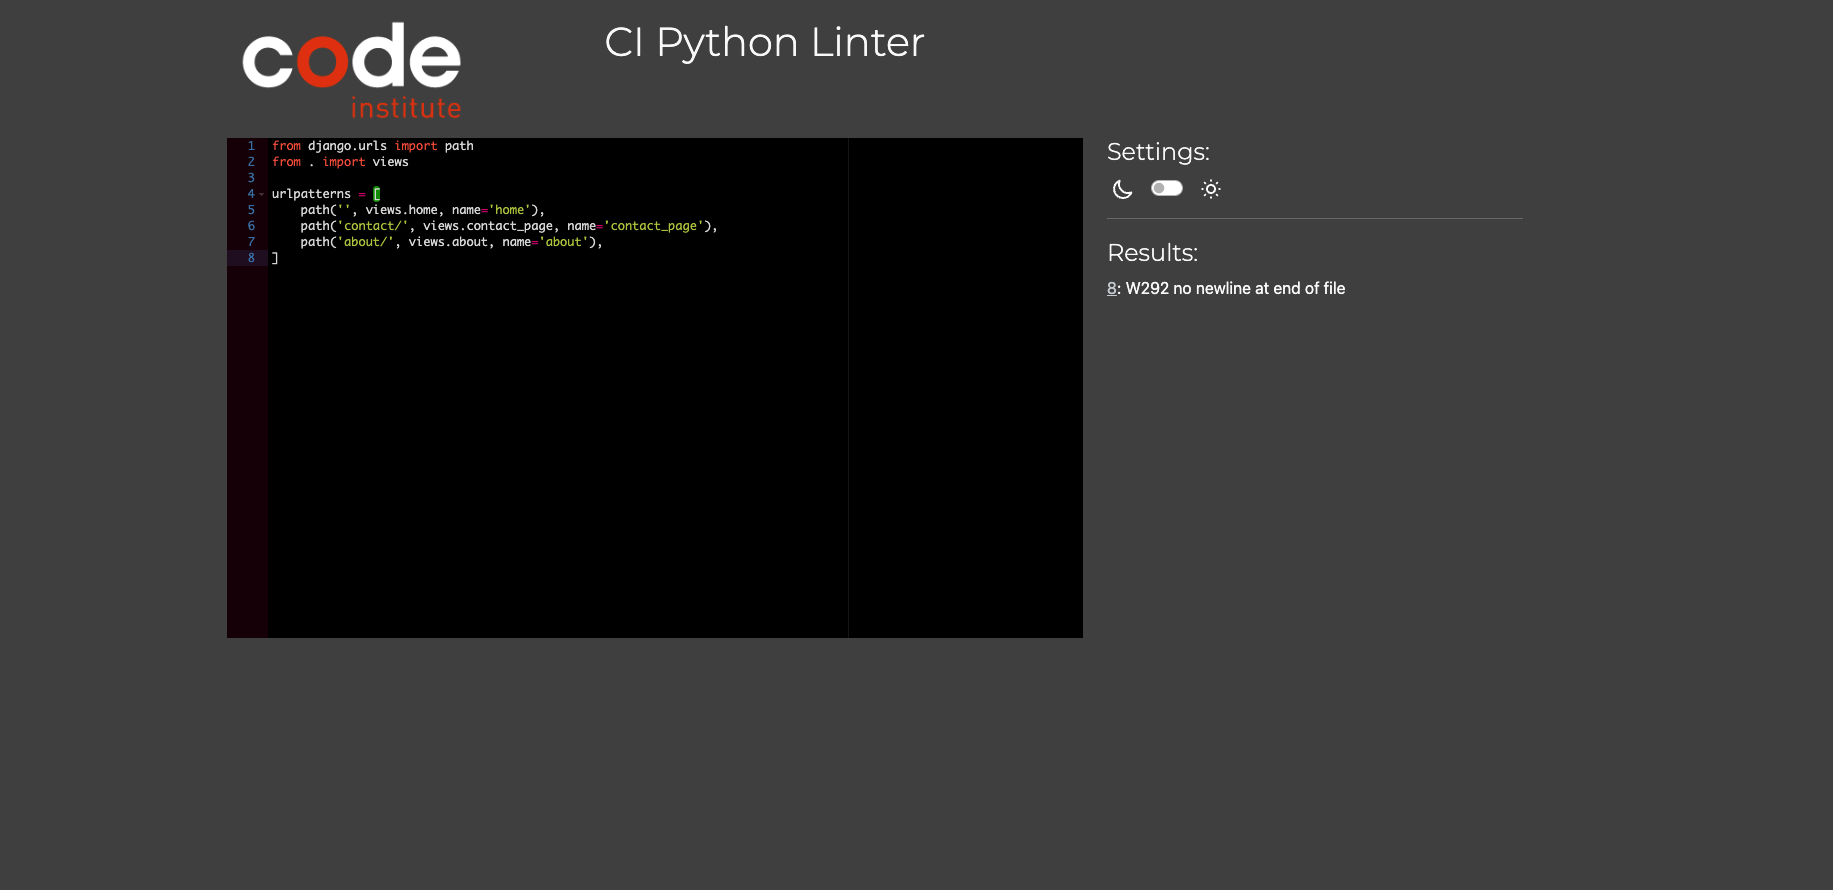 code
institute
CI Python Linter
1 from django.urls import path
2 from . import views
3
4 urlpatterns = [
5     path('', views.home, name='home'),
6     path('contact/', views.contact_page, name='contact_page'),
7     path('about/', views.about, name='about'),
8 ]
Settings:
Results:
8: W292 no newline at end of file